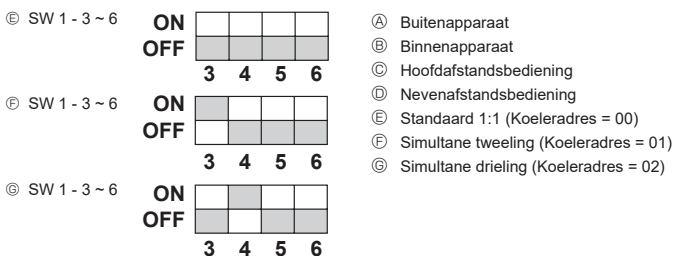 Ⓔ SW 1 - 3 ~ 6
ON
OFF
3 4 5 6
Ⓕ SW 1 - 3 ~ 6
ON
OFF
3 4 5 6
Ⓖ SW 1 - 3 ~ 6
ON
OFF
3 4 5 6
Ⓐ Buitenapparaat
Ⓑ Binnenapparaat
Ⓒ Hoofdafstandsbediening
Ⓓ Nevenafstandsbediening
Ⓔ Standaard 1:1 (Koeleradres = 00)
Ⓕ Simultane tweeling (Koeleradres = 01)
Ⓖ Simultane drieling (Koeleradres = 02)